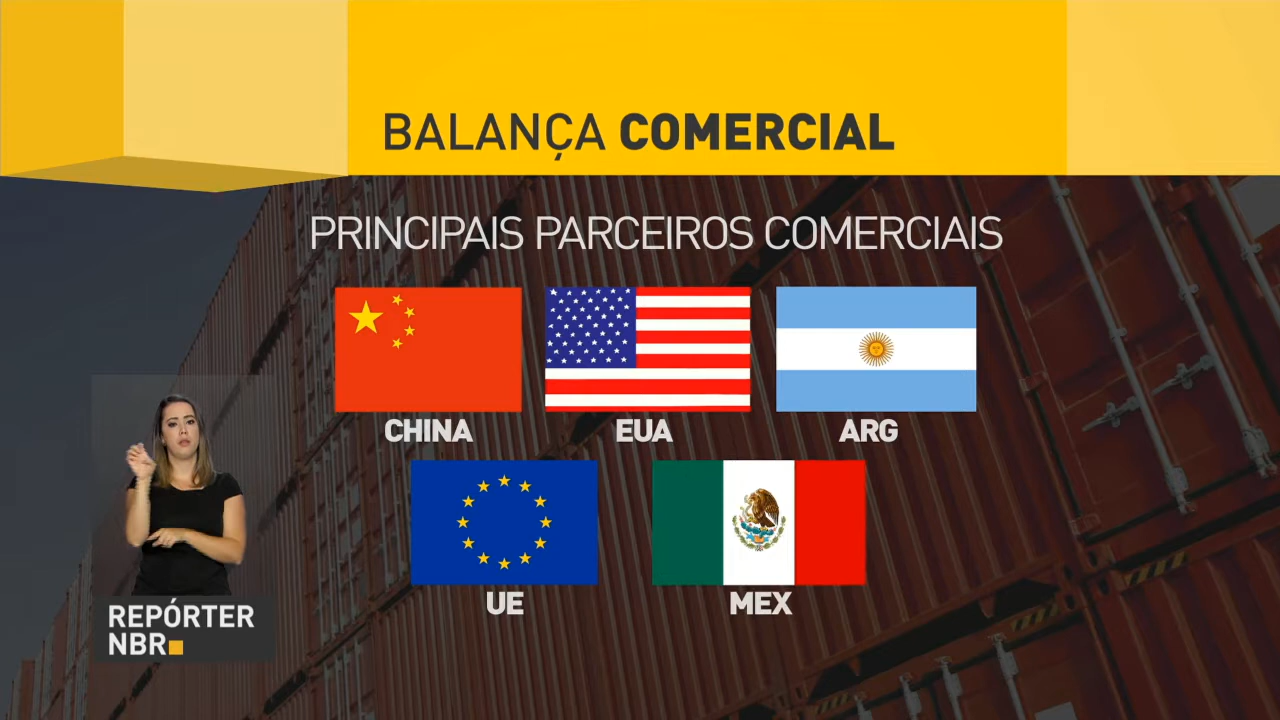 BALANÇA COMERCIAL
PRINCIPAIS PARCEIROS COMERCIAIS
CHINA
EUA
ARG
UE
MEX
REPÓRTER
NBR